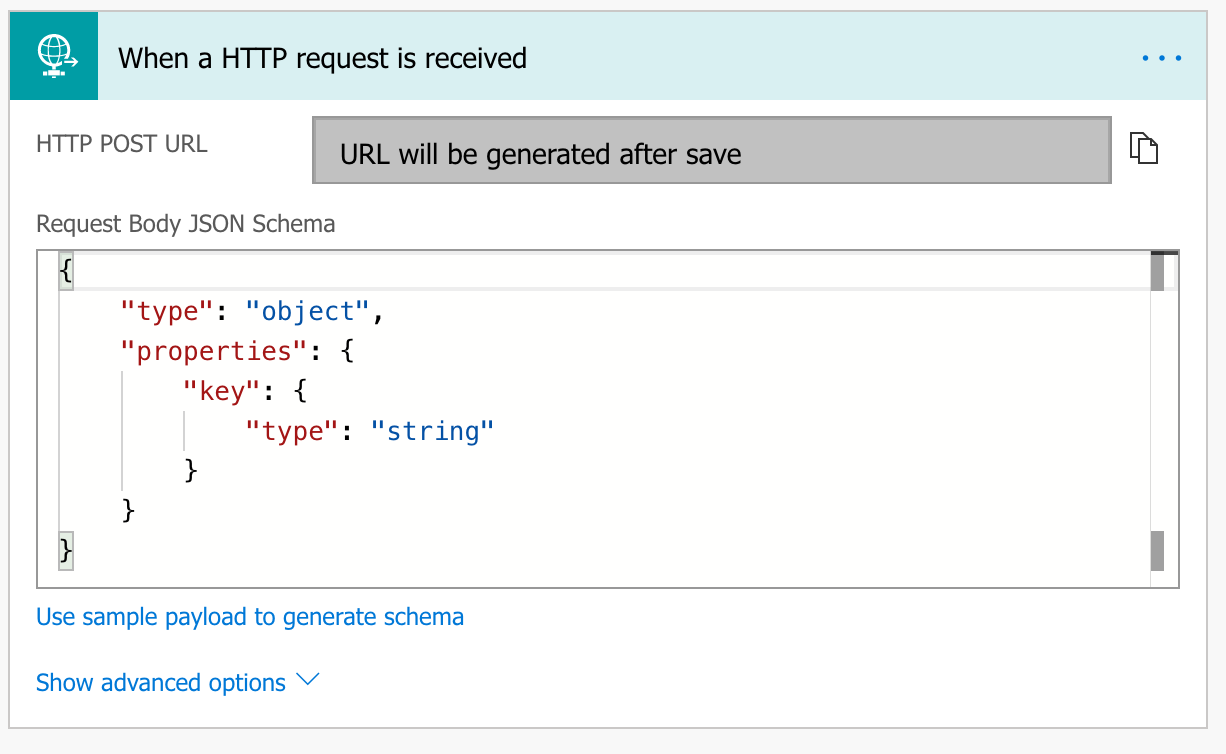 When a HTTP request is received
HTTP POST URL
URL will be generated after save
Request Body JSON Schema
{
    "type": "object",
    "properties": {
        "key": {
            "type": "string"
        }
    }
}
Use sample payload to generate schema
Show advanced options